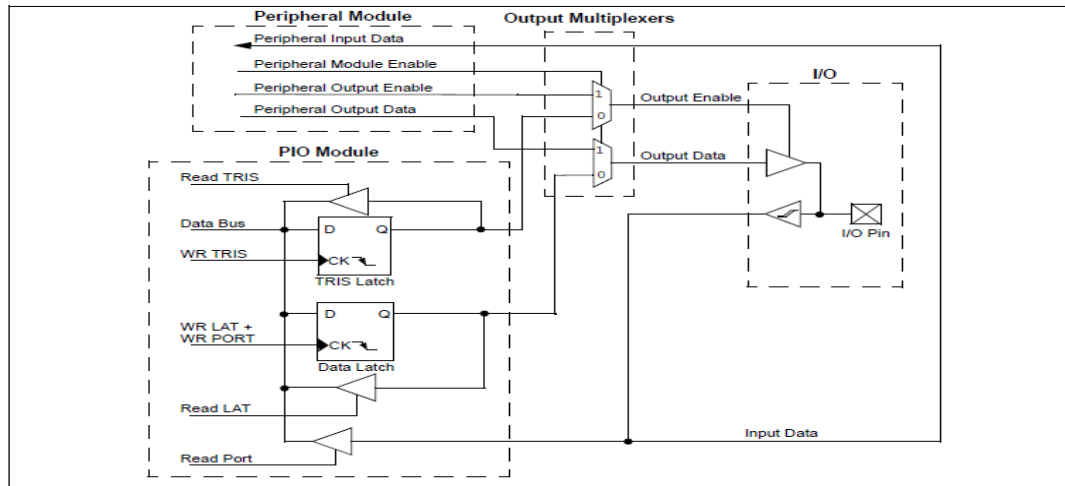 Peripheral Module
Output Multiplexers
Peripheral Input Data
Peripheral Module Enable
I/O
Peripheral Output Enable
1
Output Enable
Peripheral Output Data
0
PIO Module
1
Output Data
0
Read TRIS
Data Bus
D
Q
I/O Pin
WR TRIS
CK
TRIS Latch
D
Q
WR LAT +
WR PORT
CK
Data Latch
Read LAT
Input Data
Read Port